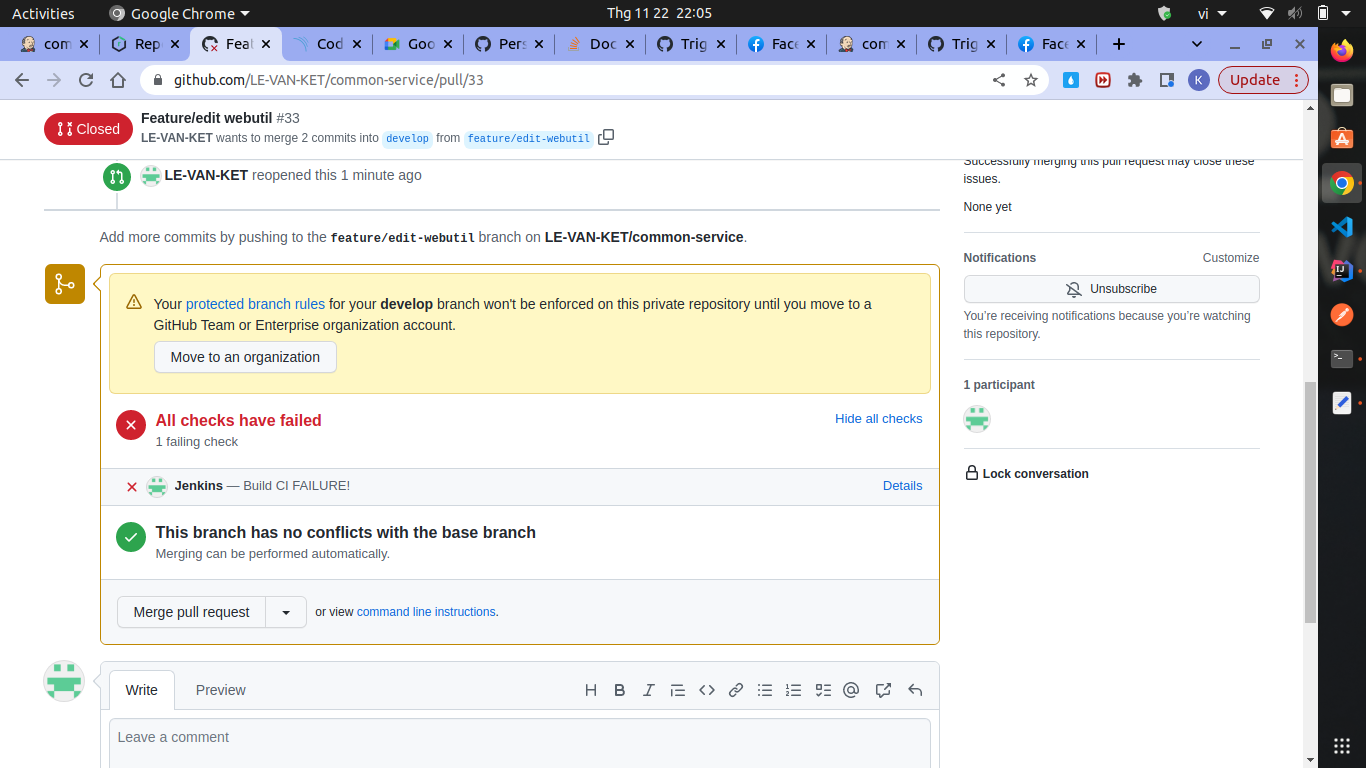 Activities
Google Chrome
Thg 11 22 22:05
vi
com
Rep
Feat
Cod
Goo
Pers
Doc
Trig
Face
com
Trig
Face
github.com/LE-VAN-KET/common-service/pull/33
K
Update
Closed
Feature/edit webutil #33
LE-VAN-KET wants to merge 2 commits into develop from feature/edit-webutil
LE-VAN-KET reopened this 1 minute ago
Add more commits by pushing to the feature/edit-webutil branch on LE-VAN-KET/common-service.
Your protected branch rules for your develop branch won't be enforced on this private repository until you move to a
GitHub Team or Enterprise organization account.
Move to an organization
All checks have failed
1 failing check
Hide all checks
Jenkins — Build CI FAILURE!
Details
This branch has no conflicts with the base branch
Merging can be performed automatically.
Merge pull request
or view command line instructions.
Write
Preview
Leave a comment
Successfully merging this pull request may close these
issues.
None yet
Notifications
Customize
Unsubscribe
You're receiving notifications because you're watching
this repository.
1 participant
Lock conversation